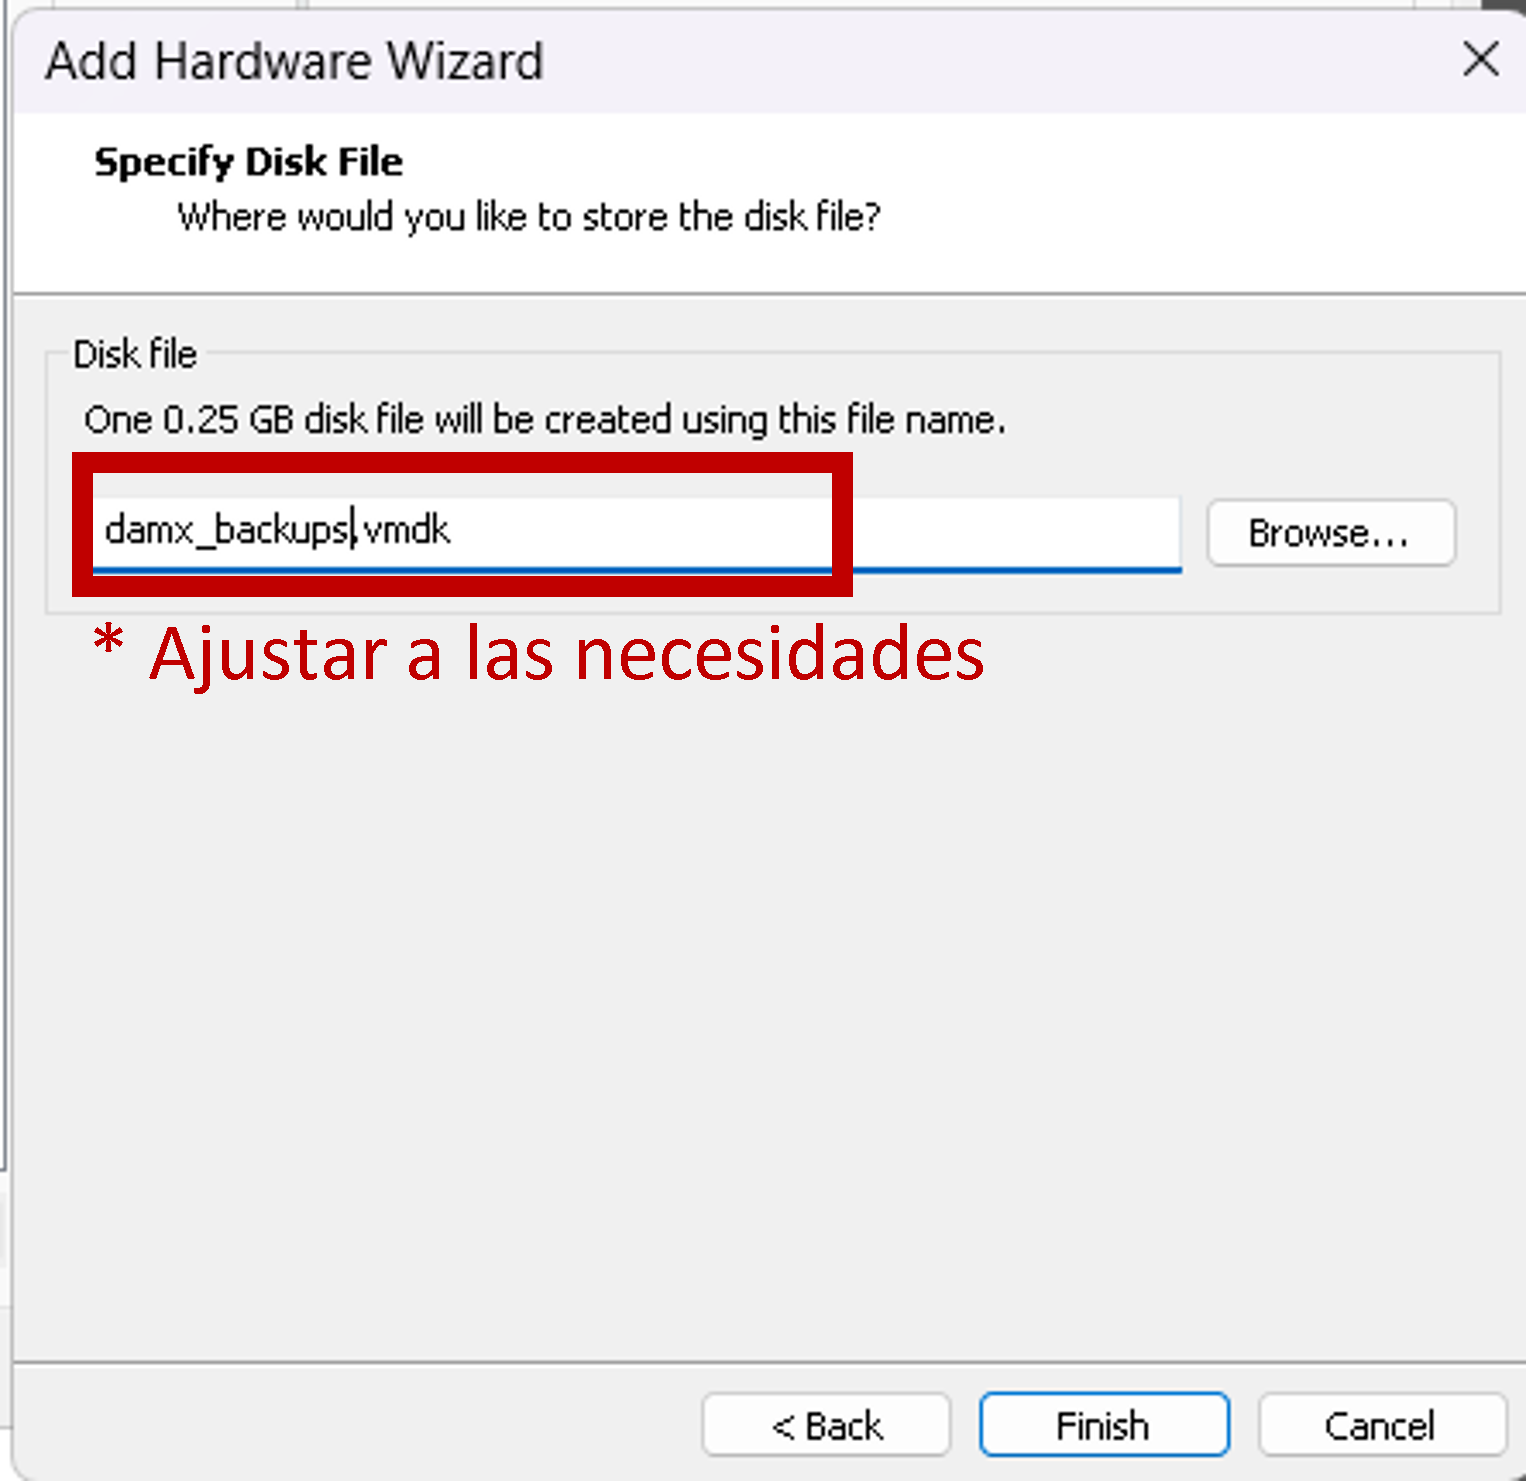 Add Hardware Wizard
Specify Disk File
Where would you like to store the disk file?
Disk file
One 0.25 GB disk file will be created using this file name.
damx_backups.vmdk
Browse...
* Ajustar a las necesidades
< Back
Finish
Cancel